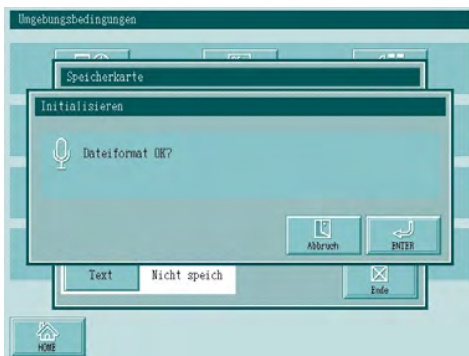 Umgebungsbedingungen
Speicherkarte
Initialisieren
Dateiformat OK?
Abbruch
ENTER
Text
Nicht speich
Ende
HOME